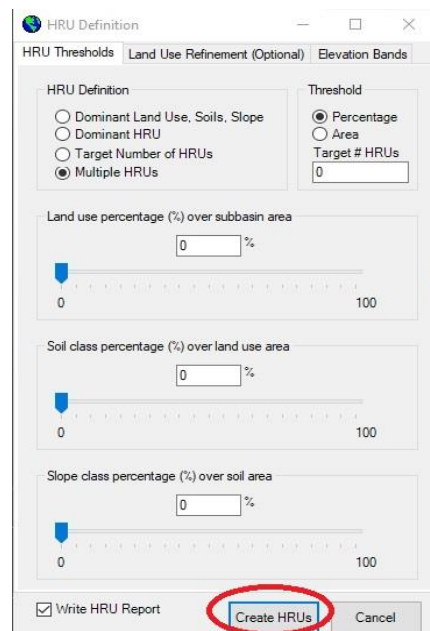 HRU Definition
HRU Thresholds Land Use Refinement (Optional) Elevation Bands
HRU Definition
Dominant Land Use, Soils, Slope
Dominant HRU
Target Number of HRUs
Multiple HRUs
Threshold
Percentage
Area
Target # HRUs
0
Land use percentage (%) over subbasin area
0 %
0 100
Soil class percentage (%) over land use area
0 %
0 100
Slope class percentage (%) over soil area
0 %
0 100
Write HRU Report Create HRUs Cancel